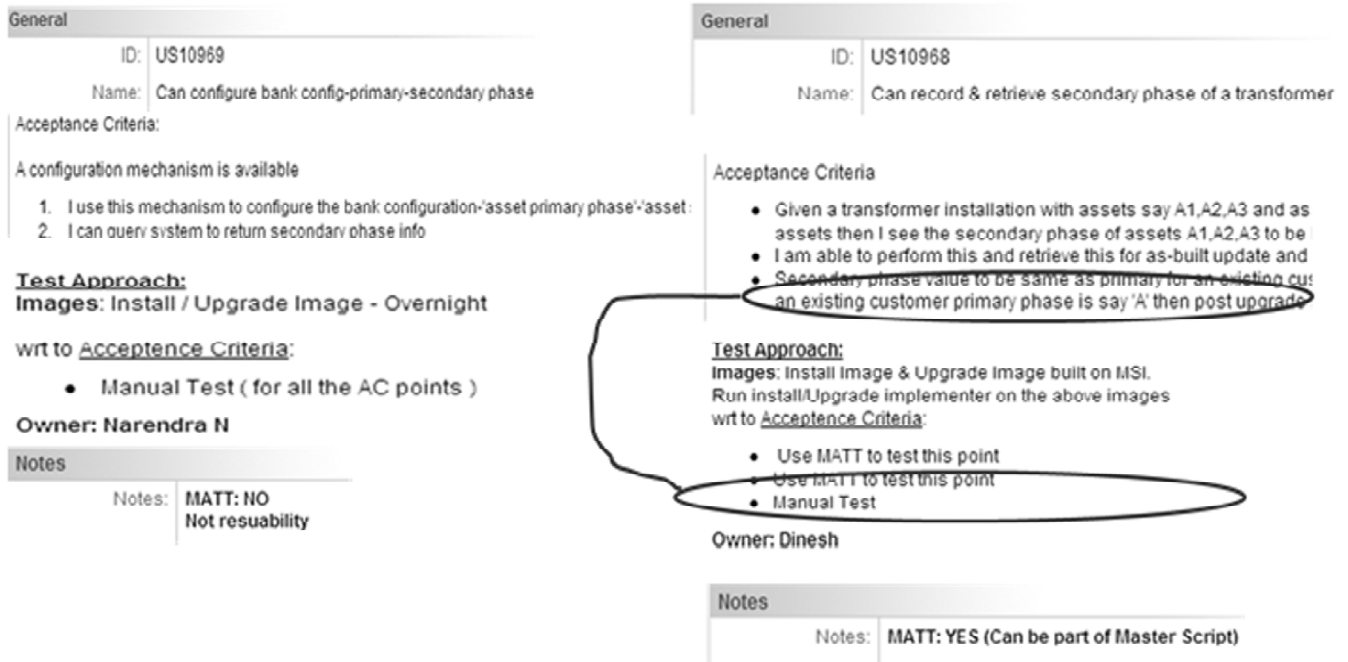 General
ID: US10969
Name: Can configure bank config-primary-secondary phase
Acceptance Criteria:
A configuration mechanism is available
1. I use this mechanism to configure the bank configuration-'asset primary phase'-'asset
2. I can query system to return secondary phase info
Test Approach:
Images: Install / Upgrade Image - Overnight
wrt to Acceptence Criteria:
• Manual Test ( for all the AC points )
Owner: Narendra N
Notes
Notes: MATT: NO
Not resuability
General
ID: US10968
Name: Can record & retrieve secondary phase of a transformer
Acceptance Criteria
• Given a transformer installation with assets say A1,A2,A3 and as
assets then I see the secondary phase of assets A1,A2,A3 to be
• I am able to perform this and retrieve this for as-built update and
• Secondary phase value to be same as primary for an existing cus
an existing customer primary phase is say 'A' then post upgrade
Test Approach:
Images: Install Image & Upgrade Image built on MSI.
Run install/Upgrade implementer on the above images
wrt to Acceptence Criteria:
• Use MATT to test this point
• Use MATT to test this point
• Manual Test
Owner: Dinesh
Notes
Notes: MATT: YES (Can be part of Master Script)